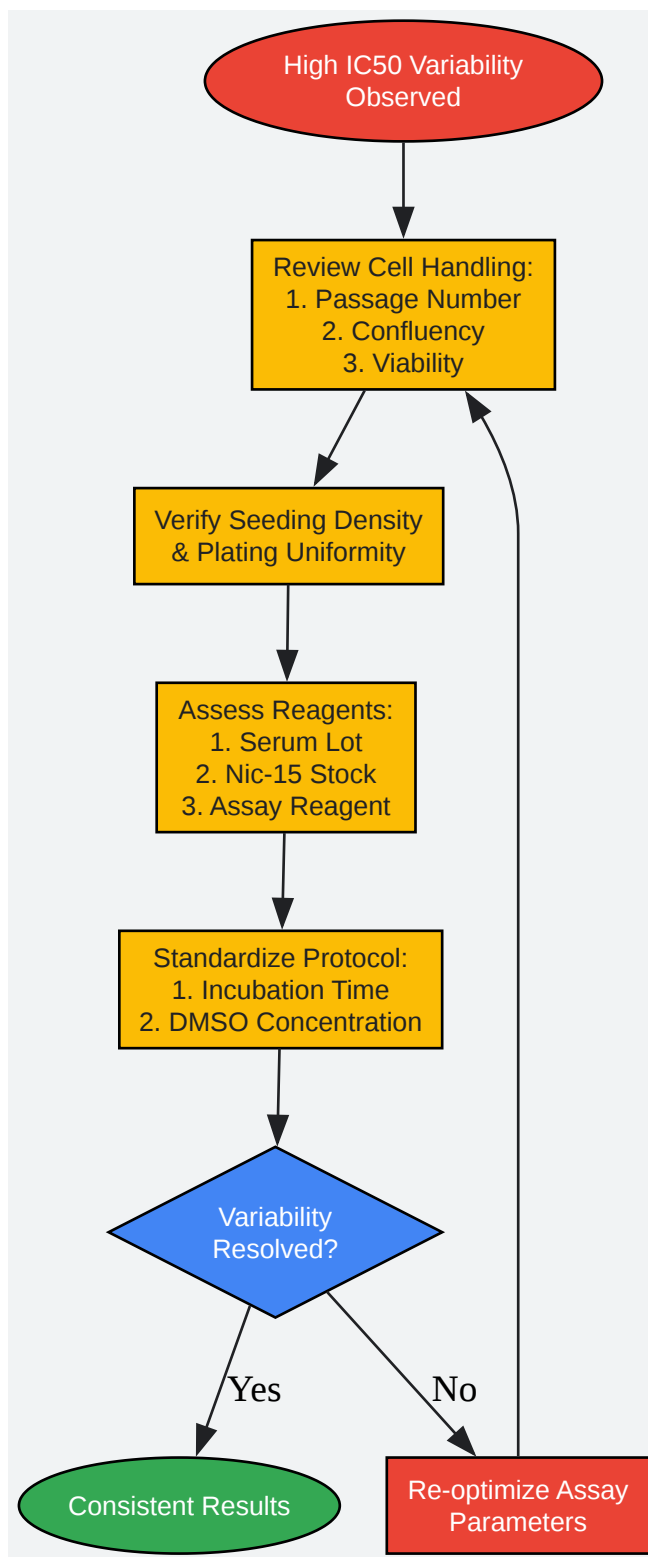 High IC50 Variability
Observed
Review Cell Handling:
1. Passage Number
2. Confluency
3. Viability
Verify Seeding Density
& Plating Uniformity
Assess Reagents:
1. Serum Lot
2. Nic-15 Stock
3. Assay Reagent
Standardize Protocol:
1. Incubation Time
2. DMSO Concentration
Variability
Resolved?
Yes
No
Consistent Results
Re-optimize Assay
Parameters